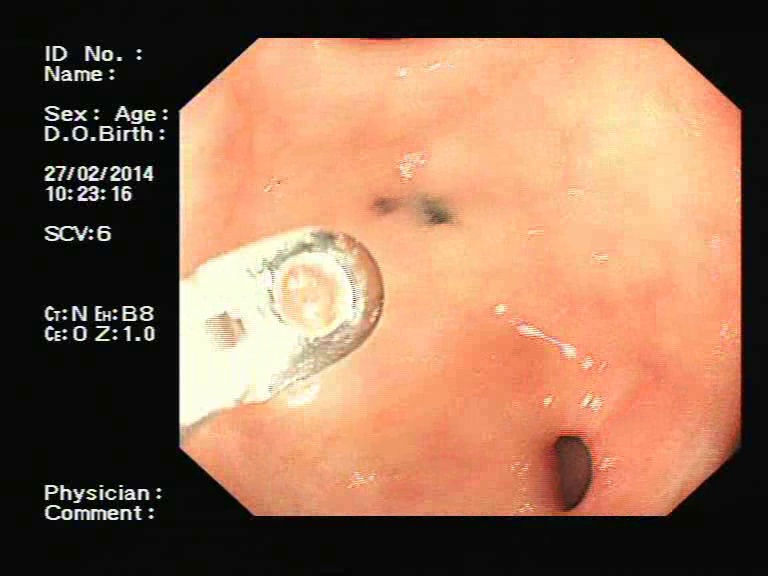 ID No. :
Name:
Sex: Age:
D.O.Birth:
27/02/2014
10:23:16
SCV:6
CT:N EH:B8
CE:0 Z:1.0
Physician:
Comment: